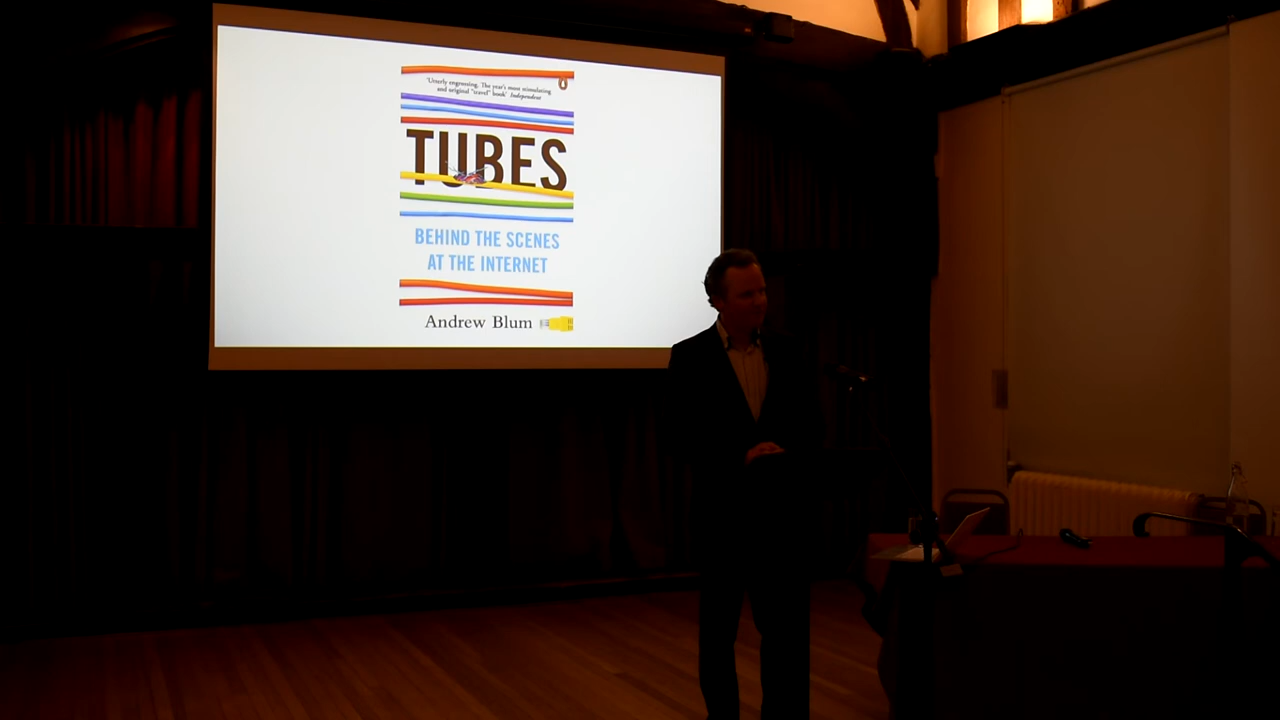 'Utterly engrossing. The year's most stimulating
and original "travel" book' Independent
TUBES
BEHIND THE SCENES
AT THE INTERNET
Andrew Blum